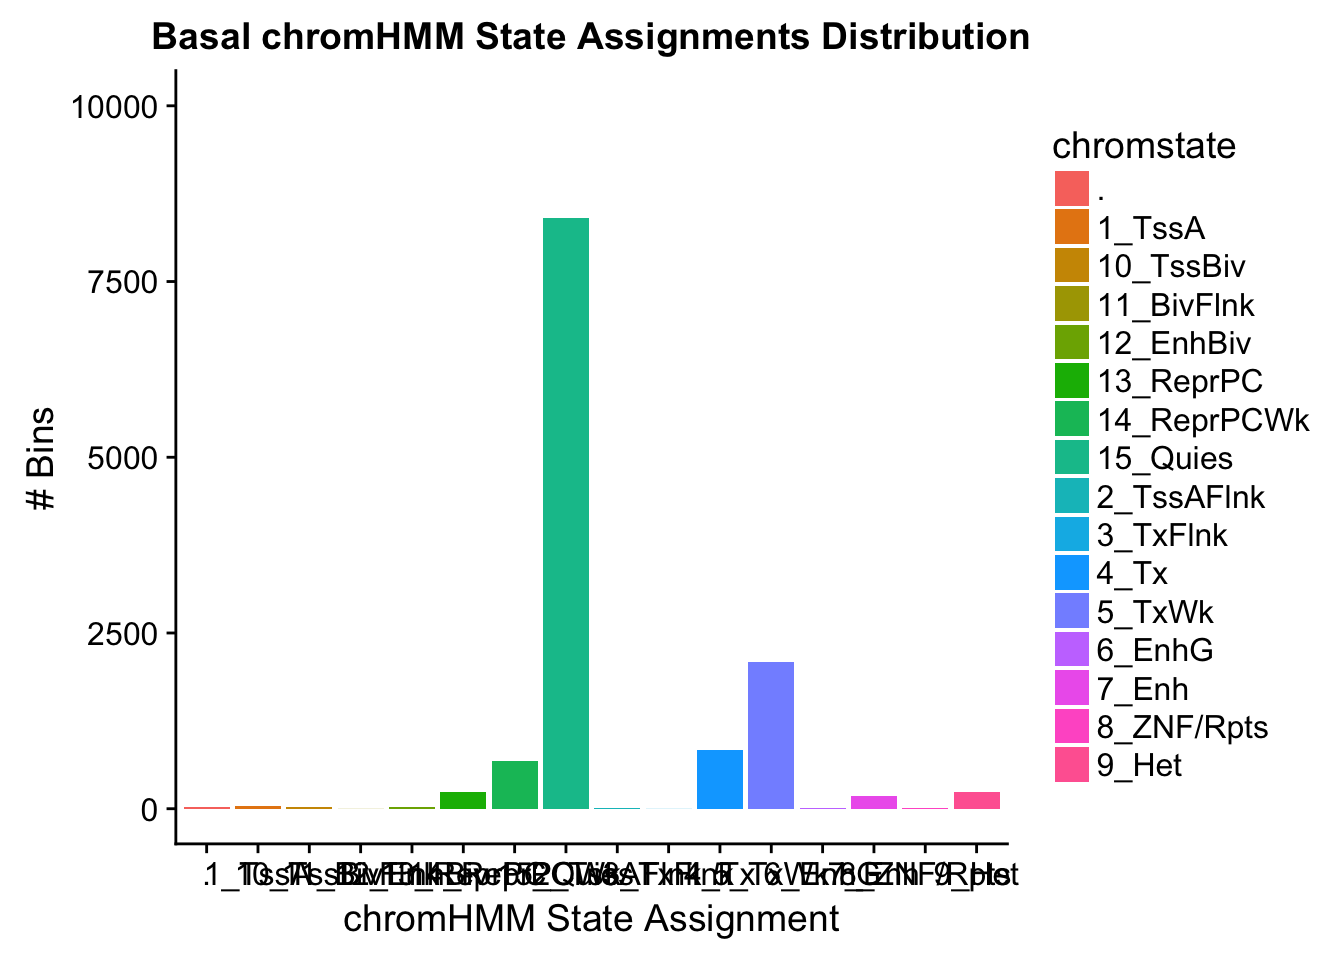 Basal chromHMM State Assignments Distribution
10000
7500
5000
2500
0
# Bins
chromHMM State Assignment
chromstate
.
1_TssA
10_TssBiv
11_BivFlnk
12_EnhBiv
13_ReprPC
14_ReprPCWk
15_Quies
2_TssAFlnk
3_TxFlnk
4_Tx
5_TxWk
6_EnhG
7_Enh
8_ZNF/Rpts
9_Het